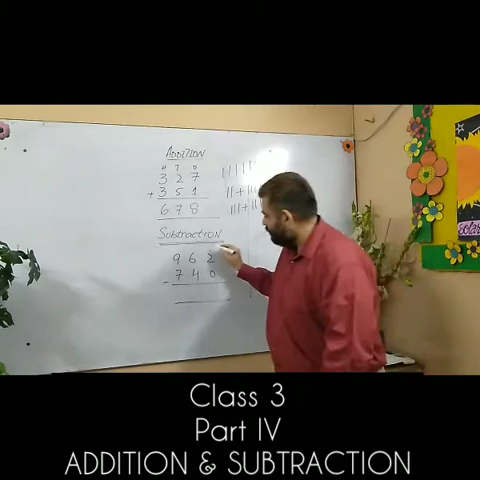 ADDITION
H T O
3 2 7
+ 3 5 1
6 7 8
Subtraction
9 6 2
- 7 4 0
Class 3
Part IV
ADDITION & SUBTRACTION